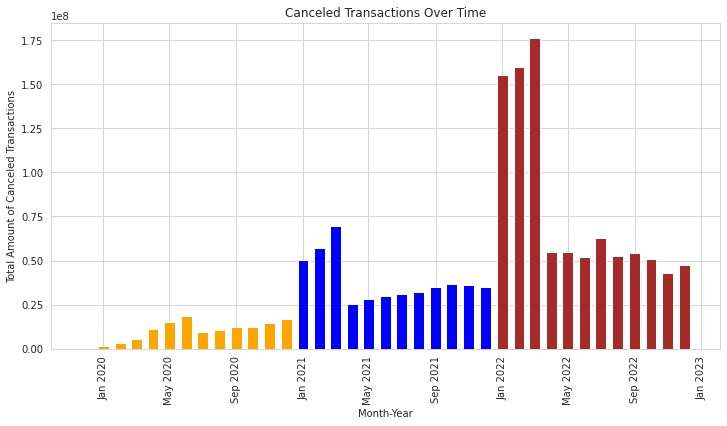 Canceled Transactions Over Time
1e8
1.75
1.50
1.25
1.00
0.75
0.50
0.25
0.00
Total Amount of Canceled Transactions
Jan 2020
May 2020
Sep 2020
Jan 2021
May 2021
Sep 2021
Jan 2022
May 2022
Sep 2022
Jan 2023
Month-Year